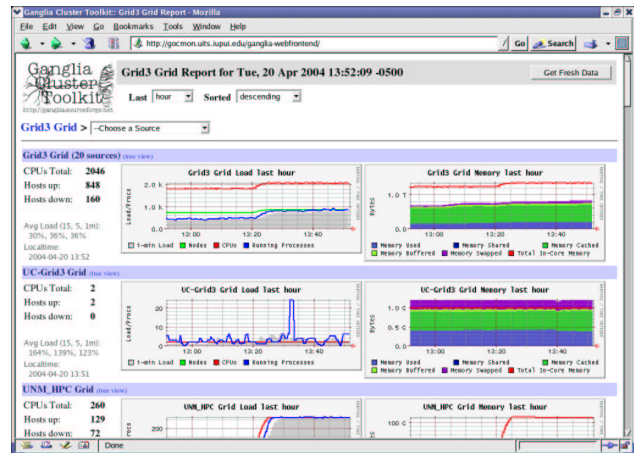 Ganglia Cluster Toolkit:: Grid3 Grid Report - Mozilla
File Edit View Go Bookmarks Tools Window Help
http://gocmon.uits.iupui.edu/ganglia-webfrontend/ Go Search
Ganglia
Cluster
Toolkit
http://ganglia.sourceforge.net
Grid3 Grid Report for Tue, 20 Apr 2004 13:52:09 -0500
Get Fresh Data
Last hour Sorted descending
Grid3 Grid > --Choose a Source
Grid3 Grid (20 sources) (tree view)
CPUs Total: 2046
Hosts up: 848
Hosts down: 160
Avg Load (15, 5, 1m):
30%, 36%, 36%
Localtime:
2004-04-20 13:52
Grid3 Grid Load last hour
Load/Procs
2.0 k
1.0 k
0.0
13:00 13:20 13:40
1-min Load Nodes CPUs Running Processes
Grid3 Grid Memory last hour
Bytes
1.0 T
0.0
13:00 13:20 13:40
Memory Used Memory Shared Memory Cached
Memory Buffered Memory Swapped Total In-Core Memory
UC-Grid3 Grid (tree view)
CPUs Total: 2
Hosts up: 2
Hosts down: 0
Avg Load (15, 5, 1m):
164%, 139%, 123%
Localtime:
2004-04-20 13:51
UC-Grid3 Grid Load last hour
Load/Procs
20
10
0
13:00 13:20 13:40
1-min Load Nodes CPUs Running Processes
UC-Grid3 Grid Memory last hour
Bytes
1.0 G
0.5 G
0.0
13:00 13:20 13:40
Memory Used Memory Shared Memory Cached
Memory Buffered Memory Swapped Total In-Core Memory
UNM_HPC Grid (tree view)
CPUs Total: 260
Hosts up: 129
Hosts down: 72
UNM_HPC Grid Load last hour
rocs
200
UNM_HPC Grid Memory last hour
100 G
Done